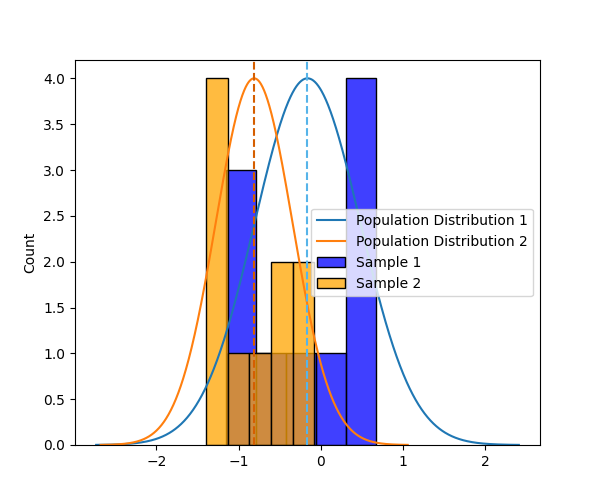 4.0
3.5
3.0
2.5
2.0
1.5
1.0
0.5
0.0
Count
Population Distribution 1
Population Distribution 2
Sample 1
Sample 2
−2 −1 0 1 2